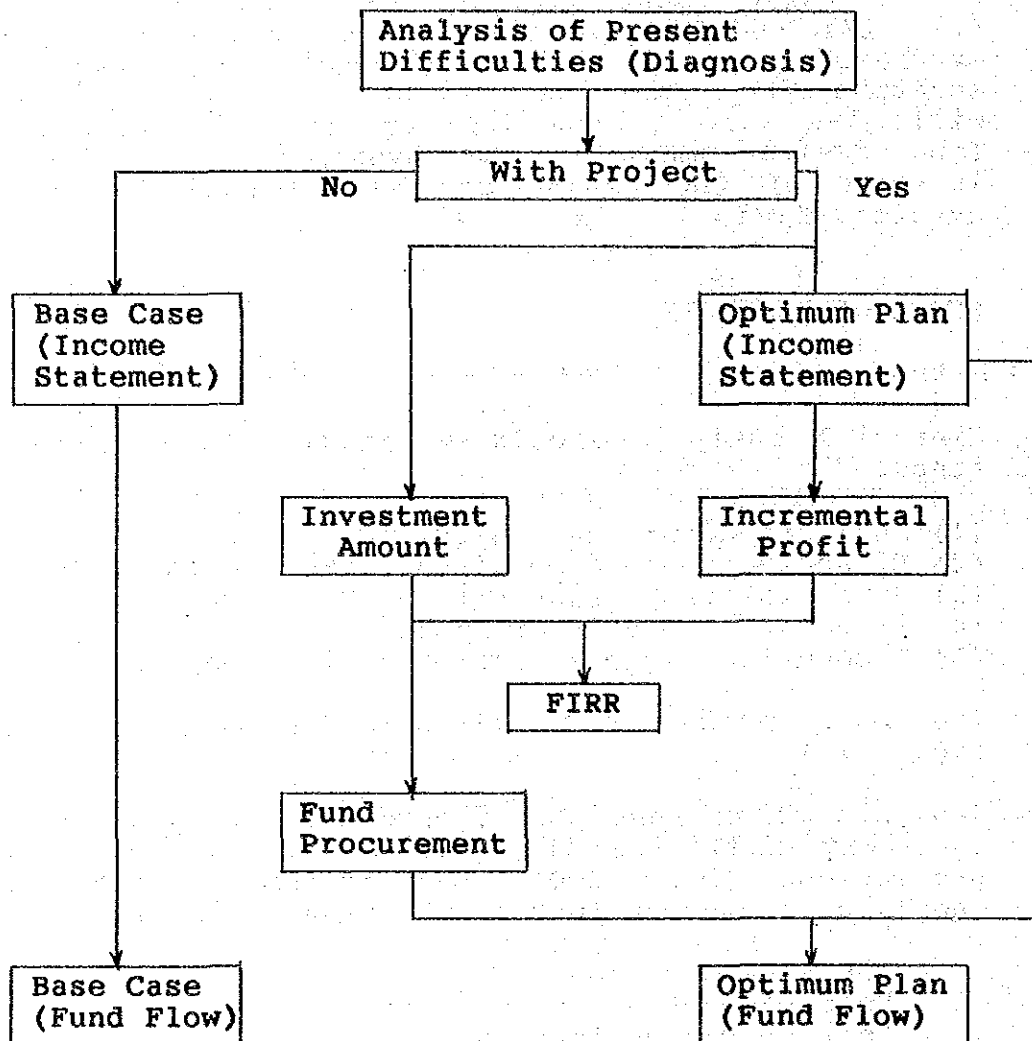 Analysis of Present
Difficulties (Diagnosis)
With Project
No
Yes
Base Case
(Income
Statement)
Optimum Plan
(Income
Statement)
Investment
Amount
Incremental
Profit
FIRR
Fund
Procurement
Base Case
(Fund Flow)
Optimum Plan
(Fund Flow)